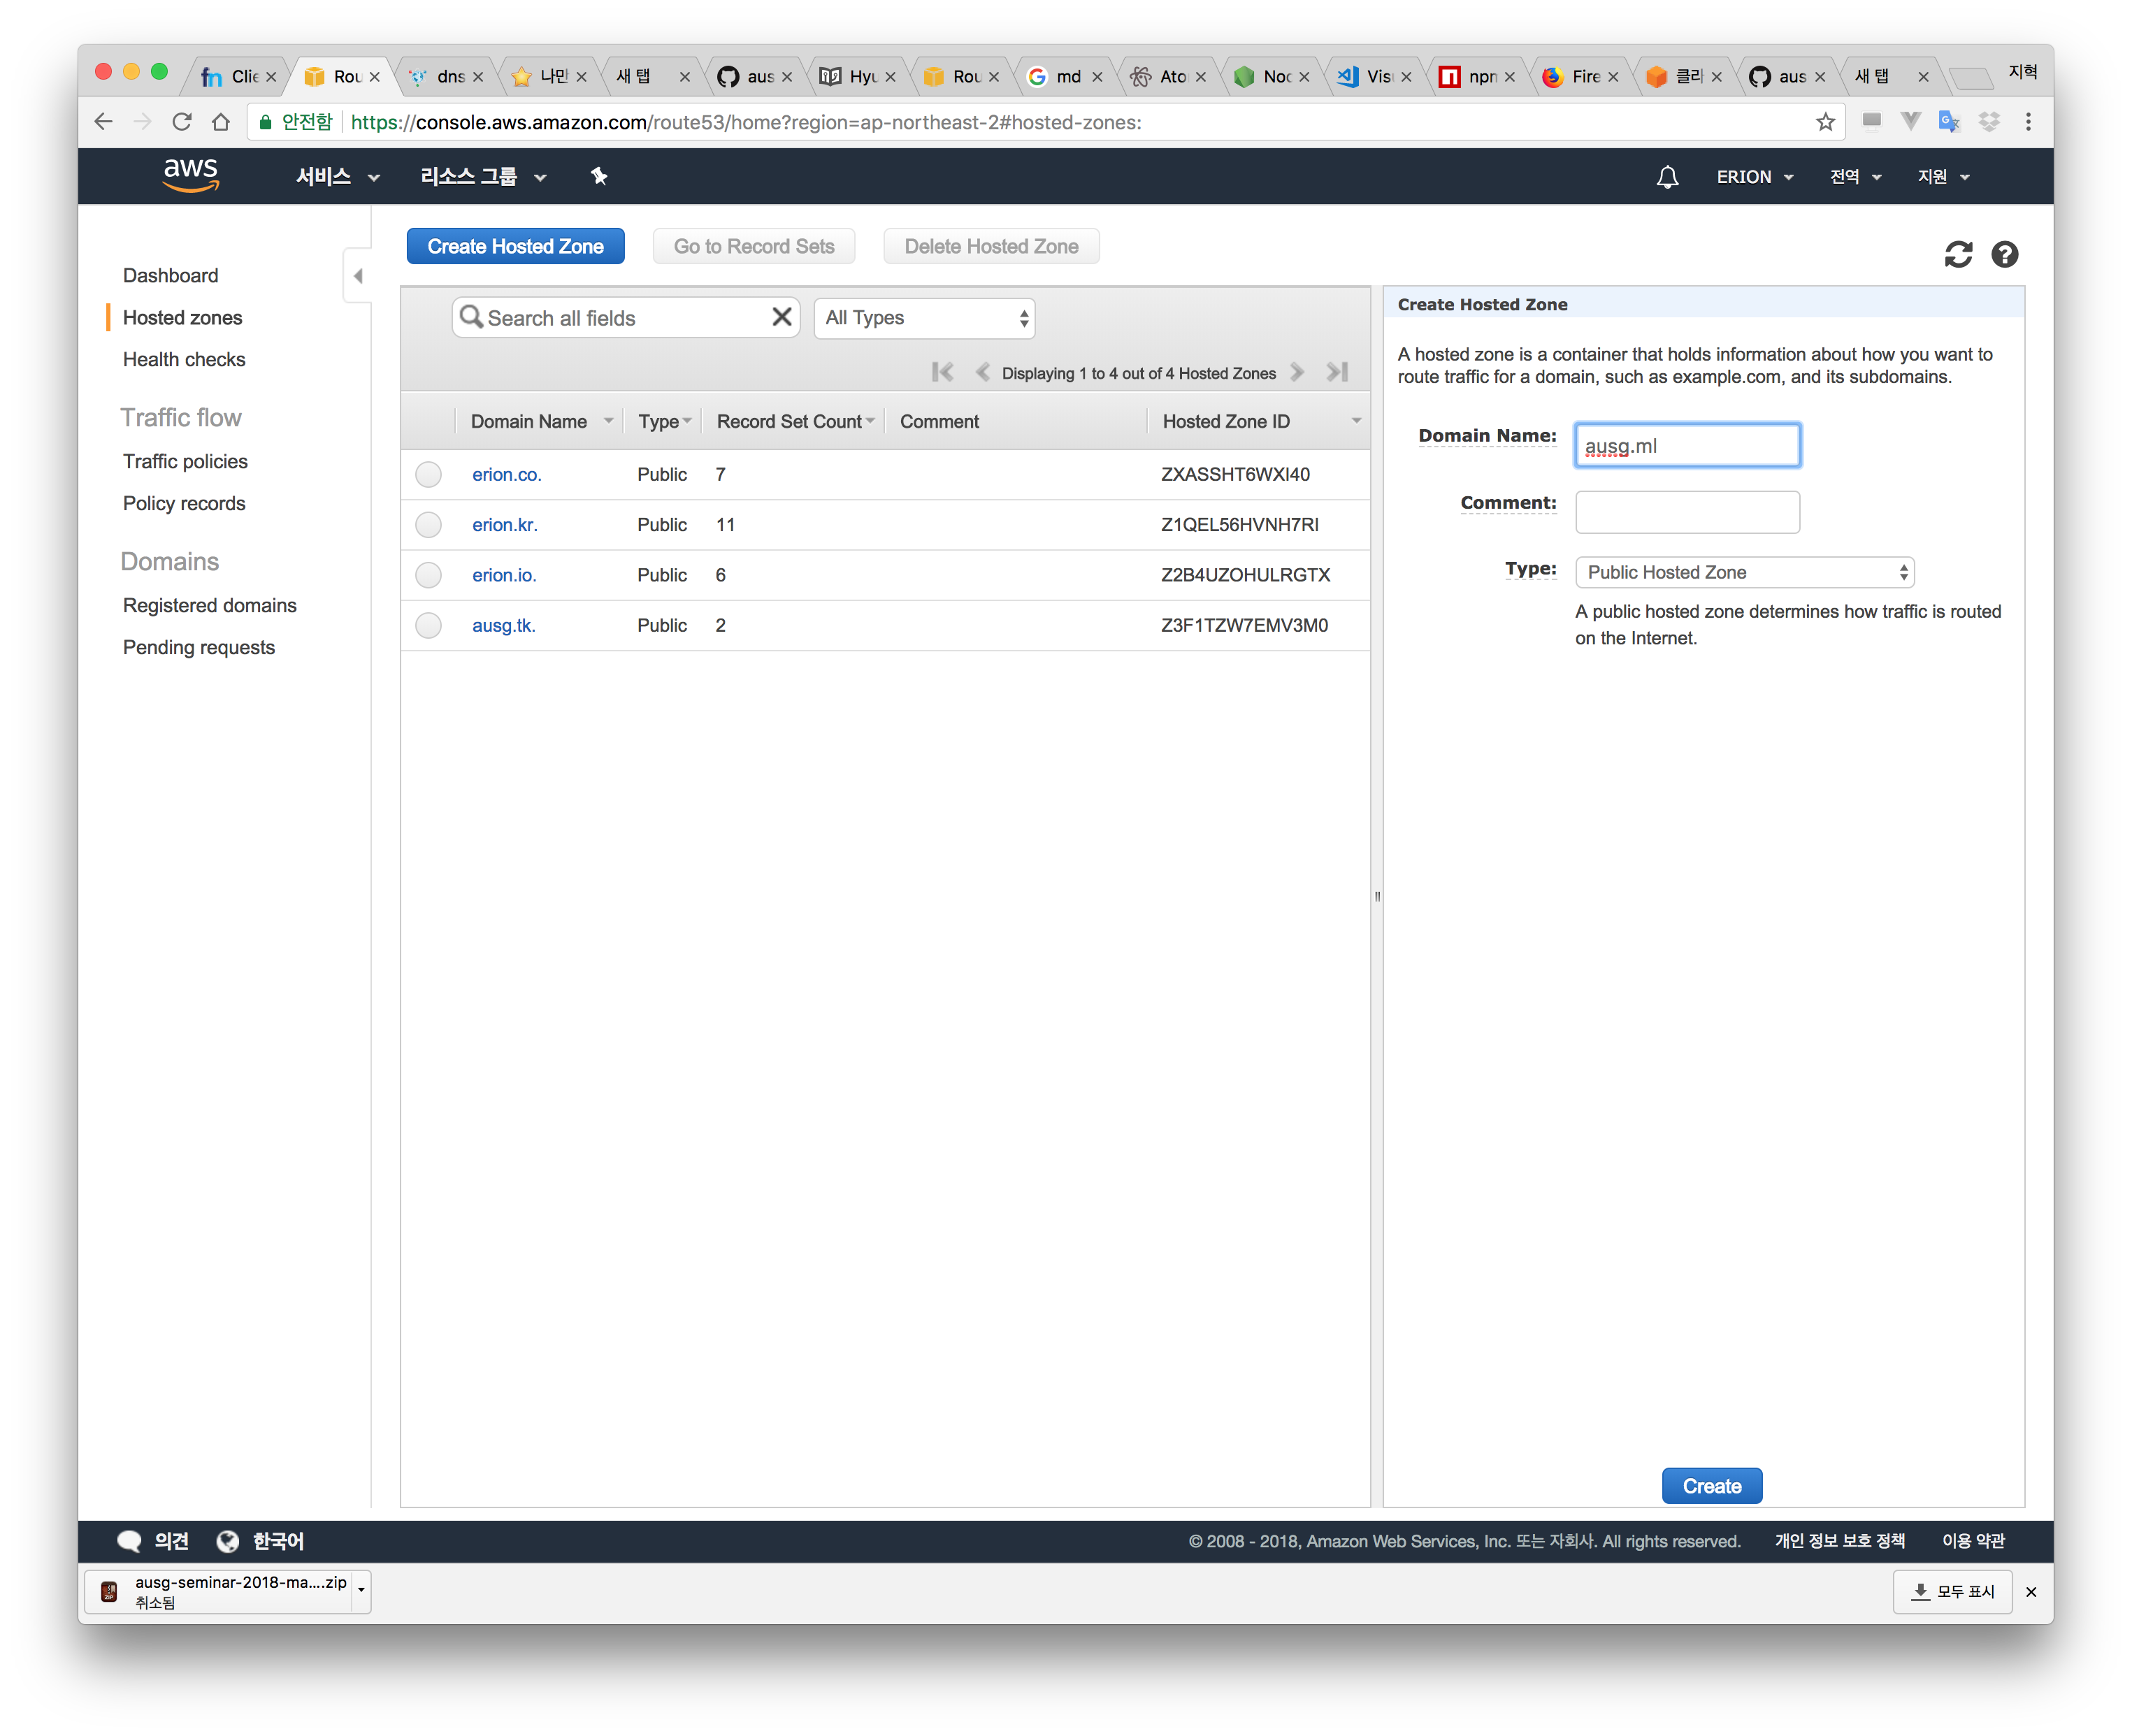 Clie
Rou
dns
나만
새 탭
aus
Hyu
Rou
md
Ato
Nod
Visu
npm
Fire
클라
aus
새 탭
지혁
안전함 https://console.aws.amazon.com/route53/home?region=ap-northeast-2#hosted-zones:
aws
서비스
리소스 그룹
ERION
전역
지원
Dashboard
Hosted zones
Health checks
Traffic flow
Traffic policies
Policy records
Domains
Registered domains
Pending requests
Create Hosted Zone
Go to Record Sets
Delete Hosted Zone
Search all fields
All Types
Displaying 1 to 4 out of 4 Hosted Zones
Domain Name Type Record Set Count Comment Hosted Zone ID
erion.co. Public 7 ZXASSHT6WXI40
erion.kr. Public 11 Z1QEL56HVNH7RI
erion.io. Public 6 Z2B4UZOHULRGTX
ausg.tk. Public 2 Z3F1TZW7EMV3M0
Create Hosted Zone
A hosted zone is a container that holds information about how you want to
route traffic for a domain, such as example.com, and its subdomains.
Domain Name: ausg.ml
Comment:
Type: Public Hosted Zone
A public hosted zone determines how traffic is routed
on the Internet.
Create
의견
한국어
© 2008 - 2018, Amazon Web Services, Inc. 또는 자회사. All rights reserved.
개인 정보 보호 정책
이용 약관
ausg-seminar-2018-ma....zip
취소됨
모두 표시